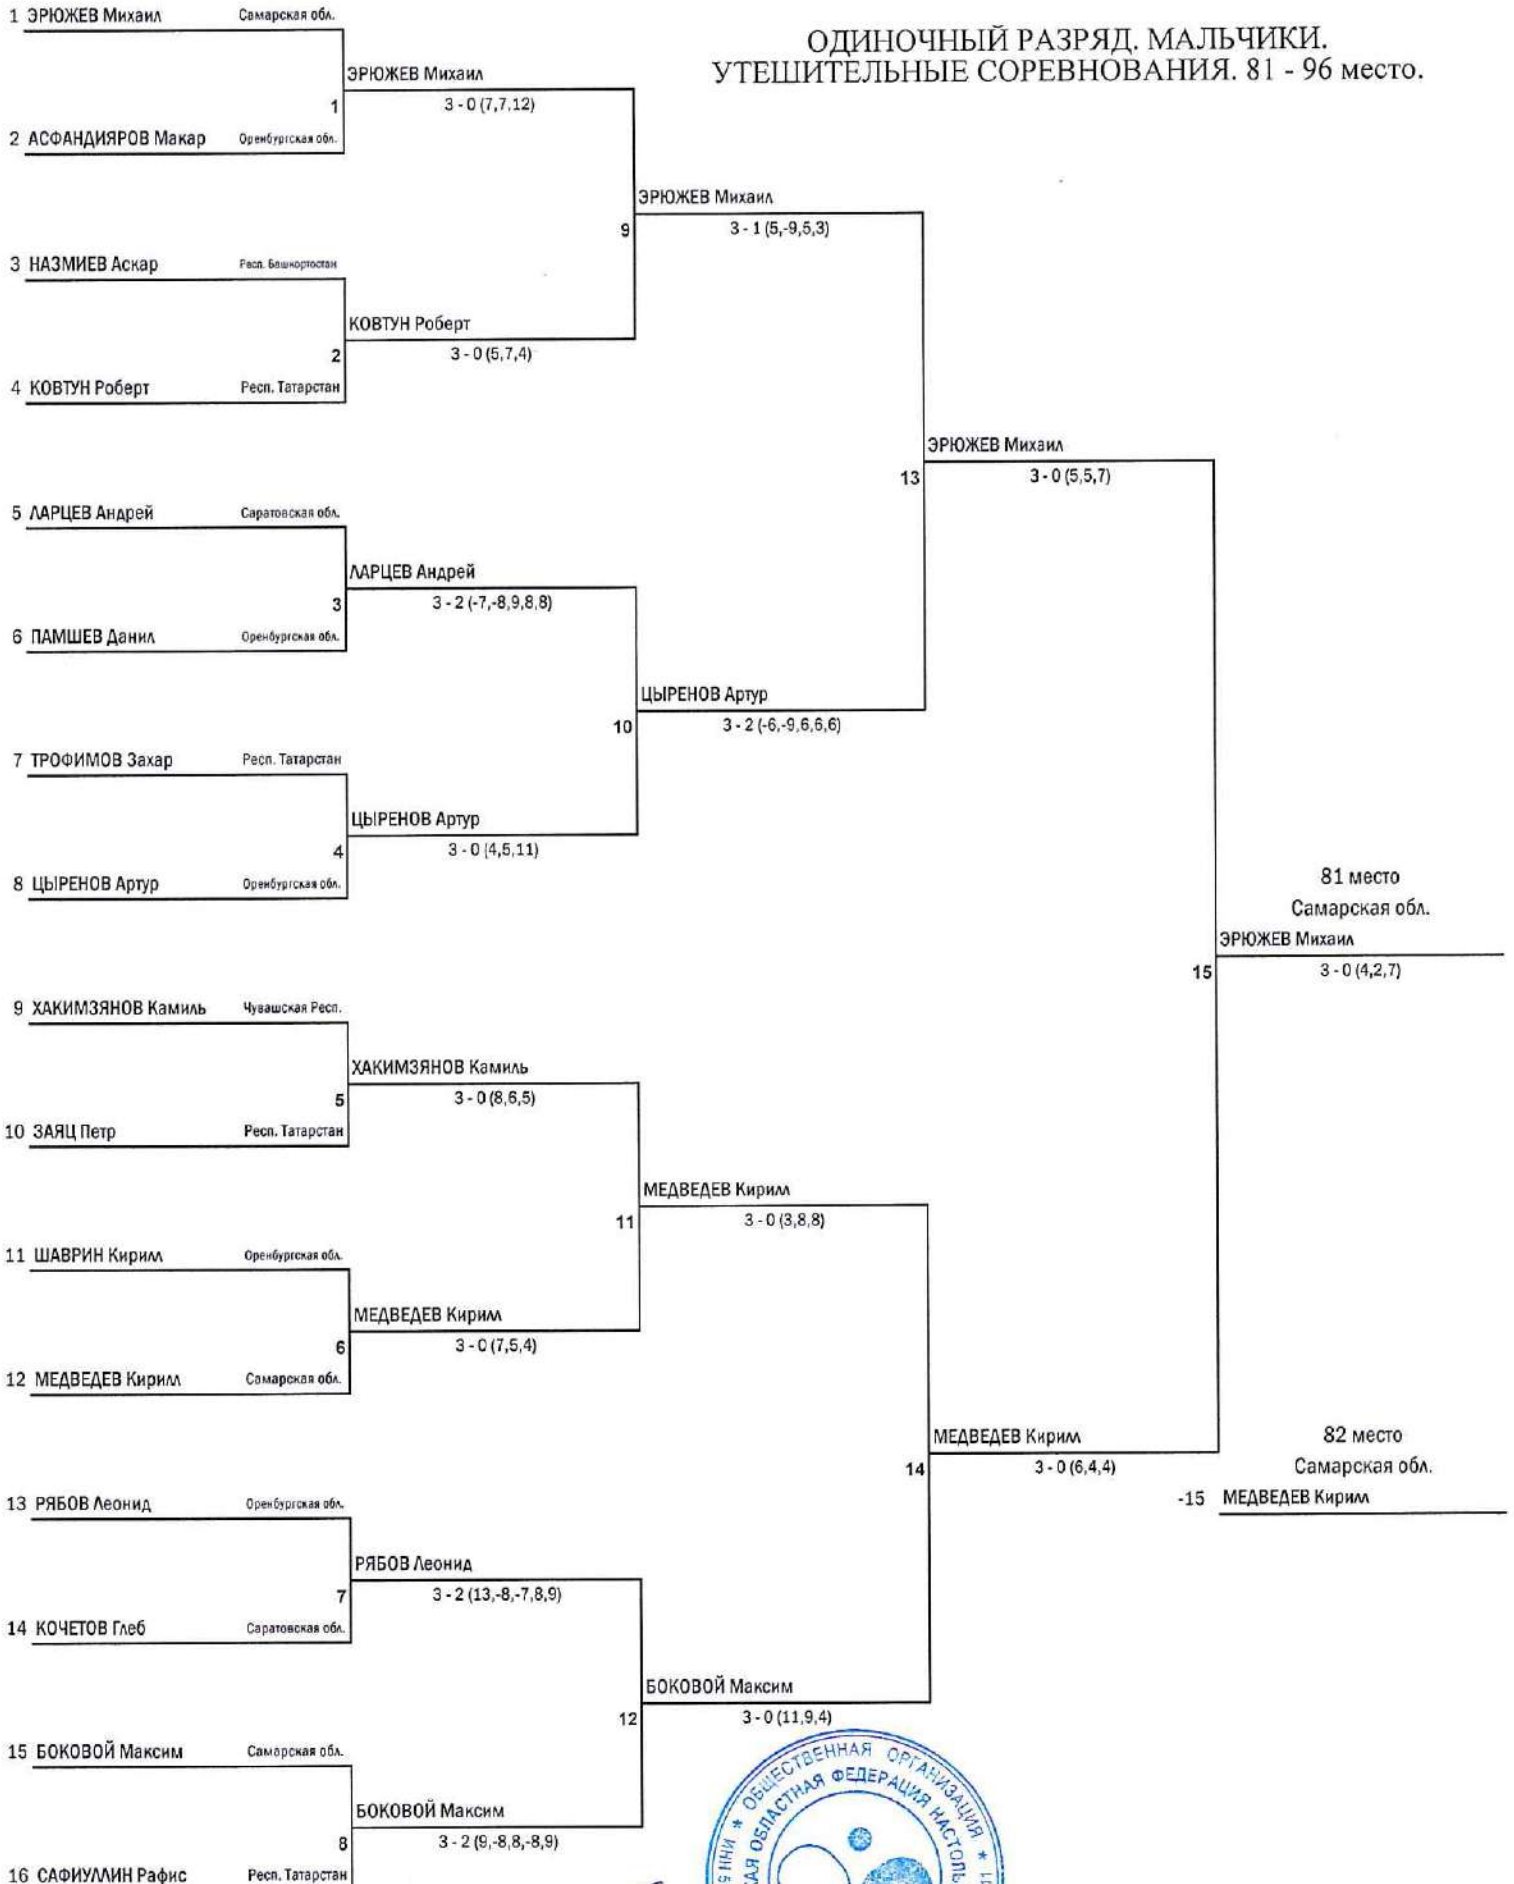 ОДИНОЧНЫЙ РАЗРЯД. МАЛЬЧИКИ.
УТЕШИТЕЛЬНЫЕ СОРЕВНОВАНИЯ. 81 - 96 место.
1 ЭРЮЖЕВ Михаил Самарская обл.
ЭРЮЖЕВ Михаил
1 3 - 0 (7,7,12)
2 АСФАНДИЯРОВ Макар Оренбургская обл.
ЭРЮЖЕВ Михаил
9 3 - 1 (5,-9,5,3)
3 НАЗМИЕВ Аскар Респ. Башкортостан
КОВТУН Роберт
2 3 - 0 (5,7,4)
4 КОВТУН Роберт Респ. Татарстан
ЭРЮЖЕВ Михаил
13 3 - 0 (5,5,7)
5 ЛАРЦЕВ Андрей Саратовская обл.
ЛАРЦЕВ Андрей
3 3 - 2 (-7,-8,9,8,8)
6 ПАМШЕВ Данил Оренбургская обл.
ЦЫРЕНОВ Артур
10 3 - 2 (-6,-9,6,6,6)
7 ТРОФИМОВ Захар Респ. Татарстан
ЦЫРЕНОВ Артур
4 3 - 0 (4,5,11)
8 ЦЫРЕНОВ Артур Оренбургская обл.
81 место
Самарская обл.
ЭРЮЖЕВ Михаил
15 3 - 0 (4,2,7)
9 ХАКИМЗЯНОВ Камиль Чувашская Респ.
ХАКИМЗЯНОВ Камиль
5 3 - 0 (8,6,5)
10 ЗАЯЦ Петр Респ. Татарстан
МЕДВЕДЕВ Кирилл
11 3 - 0 (3,8,8)
11 ШАВРИН Кирилл Оренбургская обл.
МЕДВЕДЕВ Кирилл
6 3 - 0 (7,5,4)
12 МЕДВЕДЕВ Кирилл Самарская обл.
МЕДВЕДЕВ Кирилл
14 3 - 0 (6,4,4)
82 место
Самарская обл.
-15 МЕДВЕДЕВ Кирилл
13 РЯБОВ Леонид Оренбургская обл.
РЯБОВ Леонид
7 3 - 2 (13,-8,-7,8,9)
14 КОЧЕТОВ Глеб Саратовская обл.
БОКОВОЙ Максим
12 3 - 0 (11,9,4)
15 БОКОВОЙ Максим Самарская обл.
БОКОВОЙ Максим
8 3 - 2 (9,-8,8,-8,9)
16 САФИУЛЛИН Рафис Респ. Татарстан
* ОБЩЕСТВЕННАЯ ОРГАНИЗАЦИЯ *
ОБЛАСТНАЯ ФЕДЕРАЦИЯ
ИНН